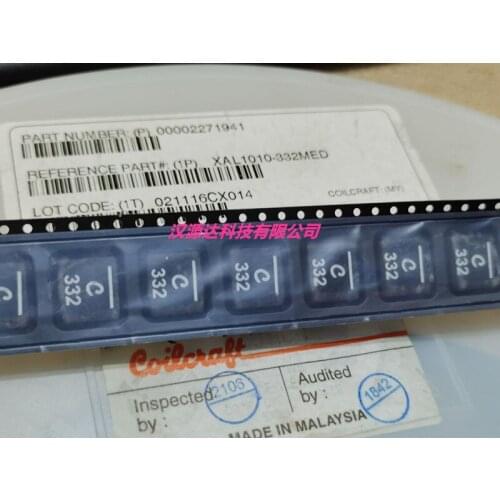 PART NUMBER: (P) 00002271941
REFERENCE PART#: (1P) XAL1010-332MED
LOT CODE: (1T) 021116CX014
COILCRAFT (MY)
汉源达科技有限公司
C C C C C C C
332 332 332 332 332 332 332
Coilcraft
Inspected by : 2106
Audited by : 1842
MADE IN MALAYSIA